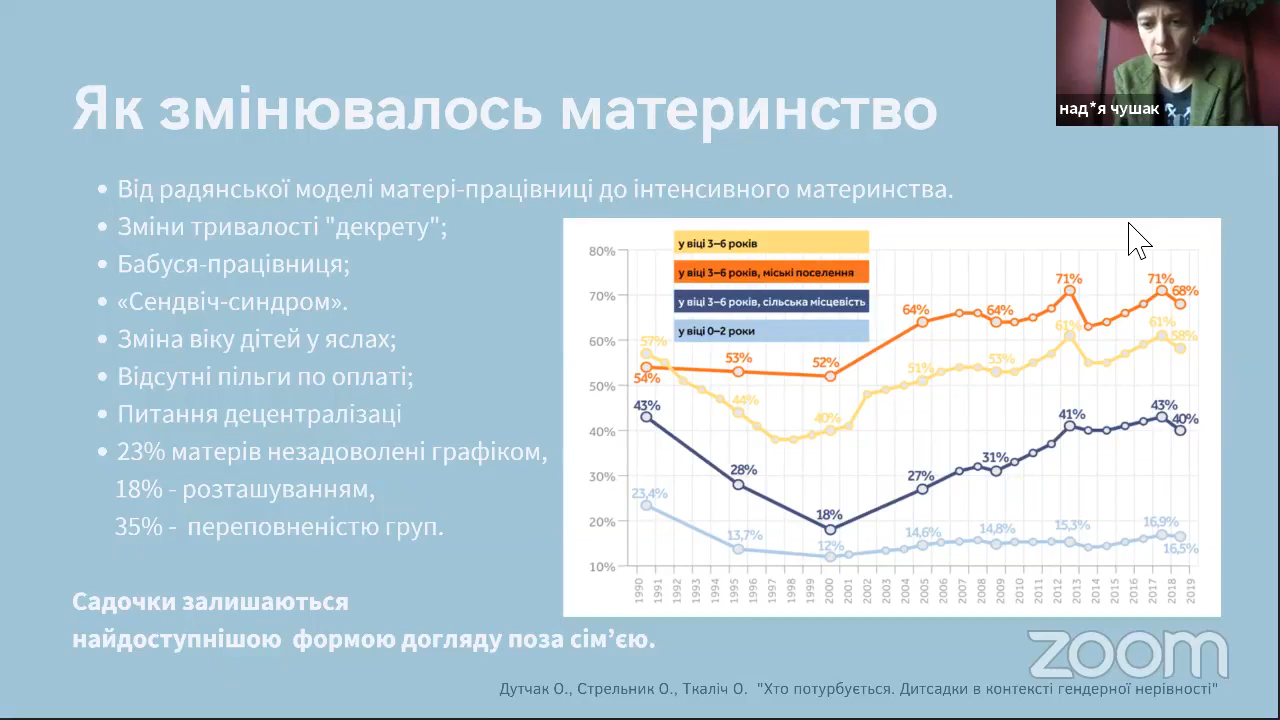 над*я чушак
Як змінювалось материнство
Від радянської моделі матері-працівниці до інтенсивного материнства.
Зміни тривалості "декрету";
Бабуся-працівниця;
«Сендвіч-синдром».
Зміна віку дітей у яслах;
Відсутні пільги по оплаті;
Питання децентралізаці
23% матерів незадоволені графіком,
18% - розташуванням,
35% - переповненістю груп.
Садочки залишаються
найдоступнішою формою догляду поза сім’єю.
у віці 3–6 років
у віці 3–6 років, міські поселення
у віці 3–6 років, сільська місцевість
у віці 0–2 роки
80%
70%
60%
50%
40%
30%
20%
10%
54% 53% 52% 64% 64% 71% 71% 68%
57% 44% 40% 51% 53% 61% 61% 58%
43% 28% 18% 27% 31% 41% 43% 40%
23,4% 13,7% 12% 14,6% 14,8% 15,3% 16,9% 16,5%
1990 1991 1992 1993 1994 1995 1996 1997 1998 1999 2000 2001 2002 2003 2004 2005 2006 2007 2008 2009 2010 2011 2012 2013 2014 2015 2016 2017 2018 2019
zoom
Дутчак О., Стрельник О., Ткаліч О. "Хто потурбується. Дитсадки в контексті гендерної нерівності"